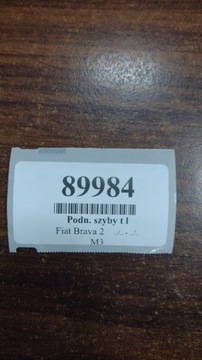 89984
Podn. szyby t l
Fiat Brava 2 ../.. - ../..
M3